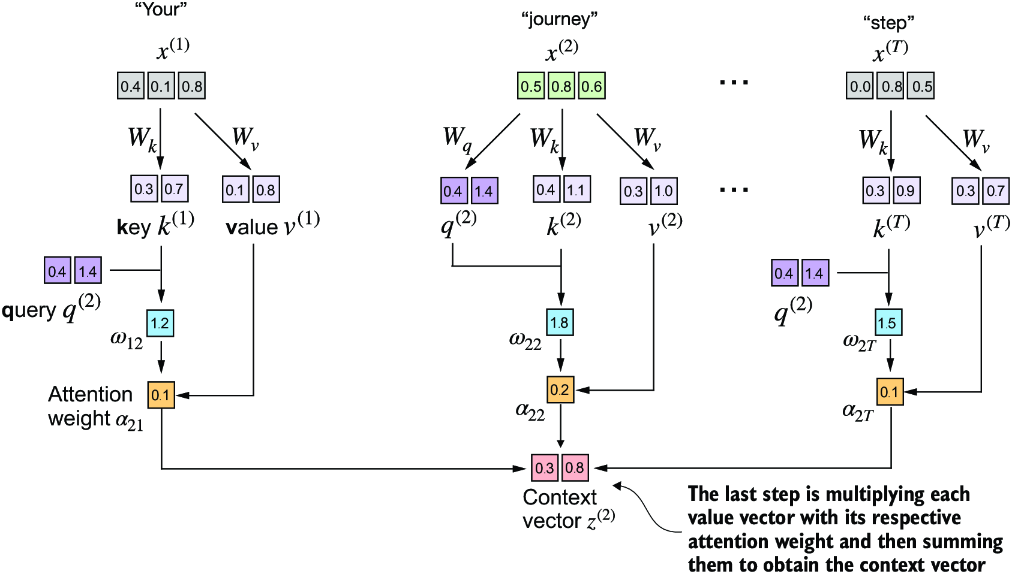 “Your” “journey” “step”
x(1) x(2) x(T)
0.4 0.1 0.8 0.5 0.8 0.6 ... 0.0 0.8 0.5
Wk Wv Wq Wk Wv Wk Wv
0.3 0.7 0.1 0.8 0.4 1.4 0.4 1.1 0.3 1.0 ... 0.3 0.9 0.3 0.7
key k(1) value v(1) q(2) k(2) v(2) k(T) v(T)
0.4 1.4 0.4 1.4
query q(2) q(2)
1.2 1.8 1.5
ω12 ω22 ω2T
Attention
weight α21
0.1 0.2 0.1
α22 α2T
0.3 0.8
Context
vector z(2)
The last step is multiplying each
value vector with its respective
attention weight and then summing
them to obtain the context vector